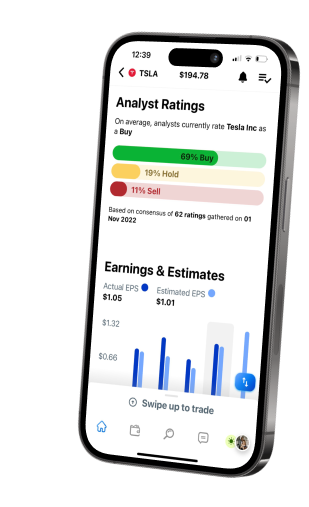 12:39
TSLA $194.78
Analyst Ratings
On average, analysts currently rate Tesla Inc as
a Buy
69% Buy
19% Hold
11% Sell
Based on consensus of 62 ratings gathered on 01
Nov 2022
Earnings & Estimates
Actual EPS Estimated EPS
$1.05 $1.01
$1.32
$0.66
Swipe up to trade